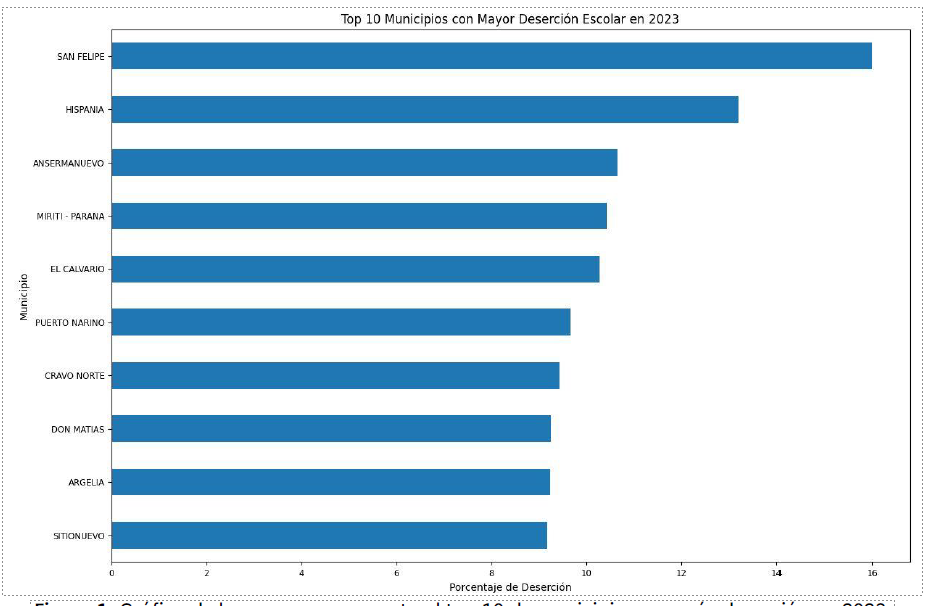 Top 10 Municipios con Mayor Deserción Escolar en 2023
SAN FELIPE
HISPANIA
ANSERMANUEVO
MIRITI - PARANA
EL CALVARIO
PUERTO NARINO
CRAVO NORTE
DON MATIAS
ARGELIA
SITIONUEVO
Municipio
0 2 4 6 8 10 12 14 16
Porcentaje de Deserción